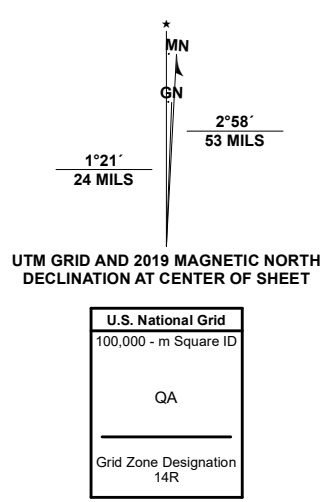 MN
GN
2°58´
53 MILS
1°21´
24 MILS
UTM GRID AND 2019 MAGNETIC NORTH
DECLINATION AT CENTER OF SHEET
U.S. National Grid
100,000 - m Square ID
QA
Grid Zone Designation
14R